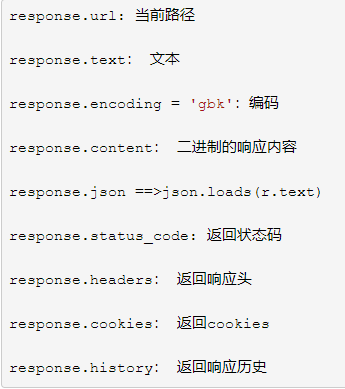 response.url: 当前路径
response.text: 文本
response.encoding = 'gbk': 编码
response.content: 二进制的响应内容
response.json ==>json.loads(r.text)
response.status_code: 返回状态码
response.headers: 返回响应头
response.cookies: 返回cookies
response.history: 返回响应历史